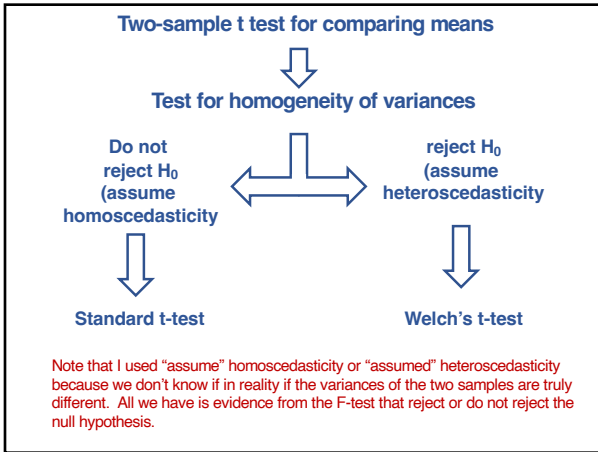 Two-sample t test for comparing means
Test for homogeneity of variances
Do not
reject H₀
(assume
homoscedasticity
reject H₀
(assume
heteroscedasticity
Standard t-test
Welch’s t-test
Note that I used “assume” homoscedasticity or “assumed” heteroscedasticity
because we don’t know if in reality if the variances of the two samples are truly
different.  All we have is evidence from the F-test that reject or do not reject the
null hypothesis.